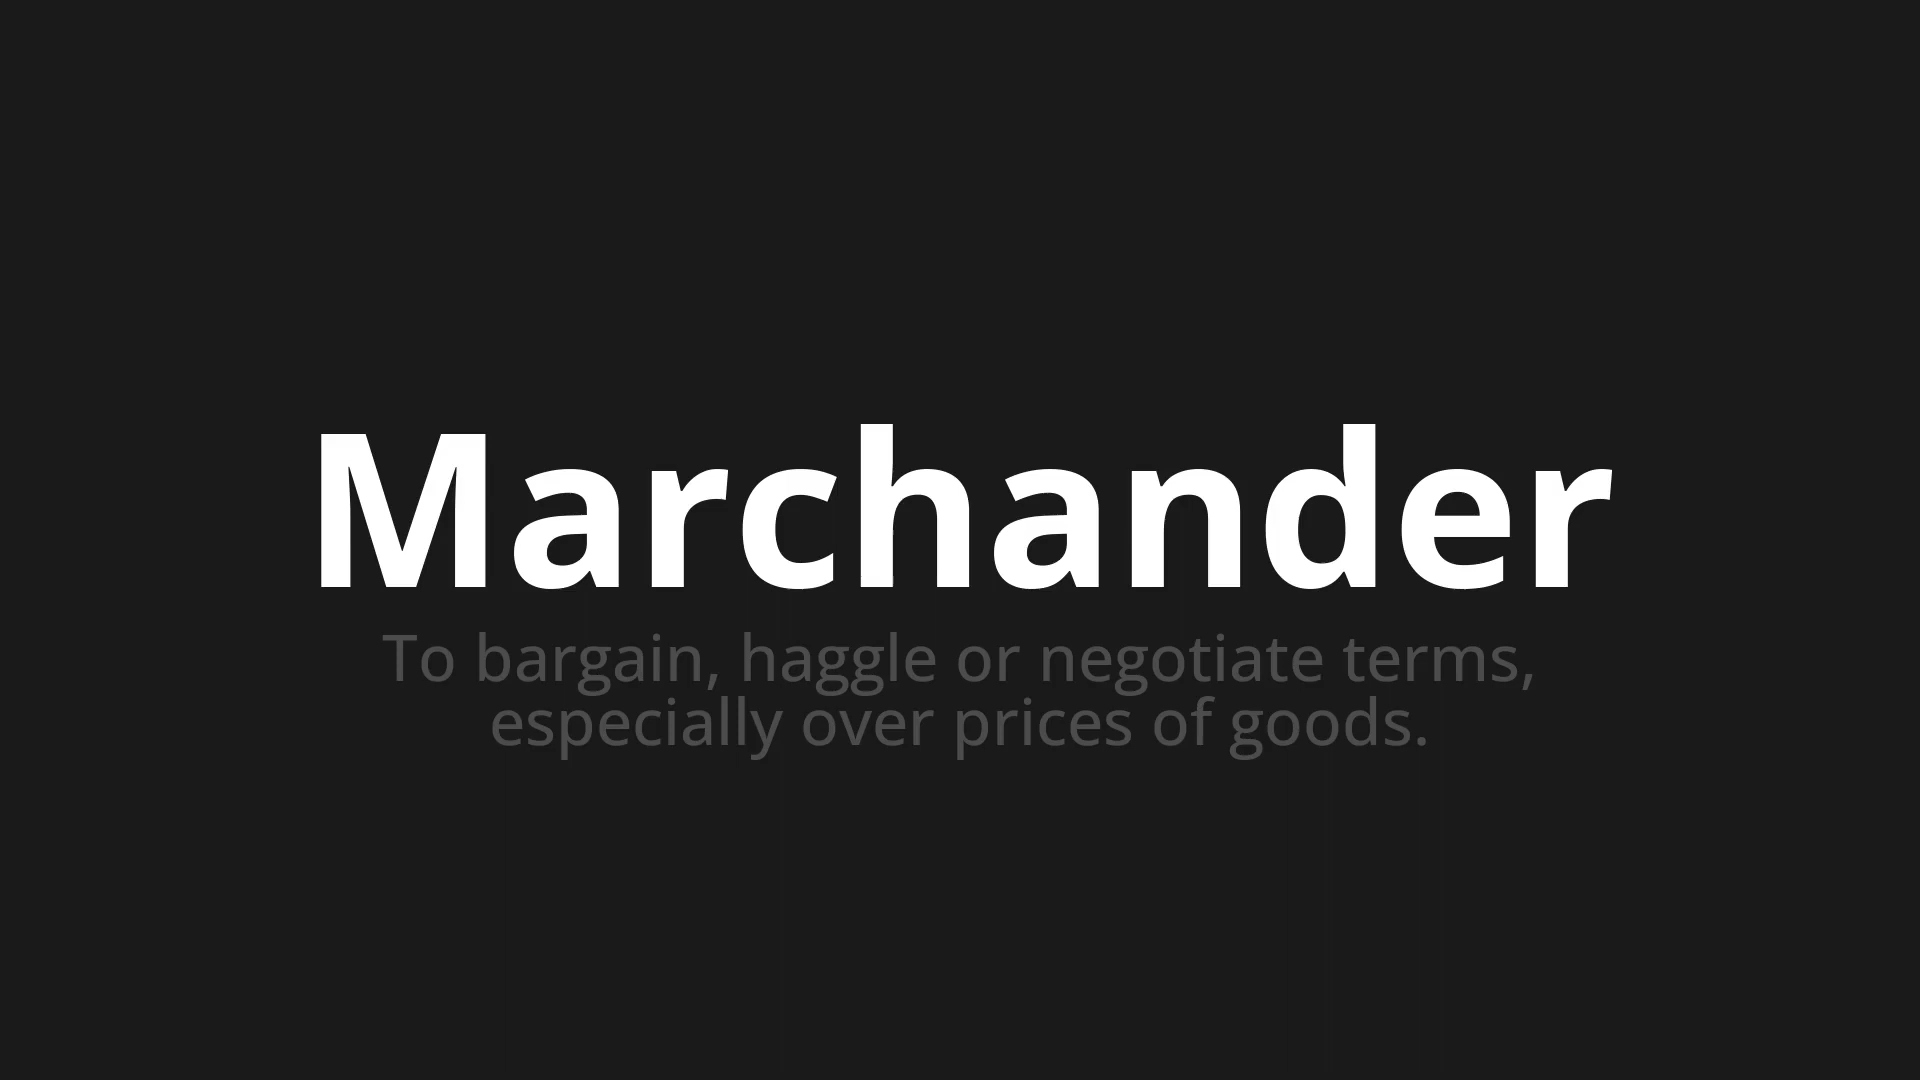 Marchander
To bargain, haggle or negotiate terms,
especially over prices of goods.